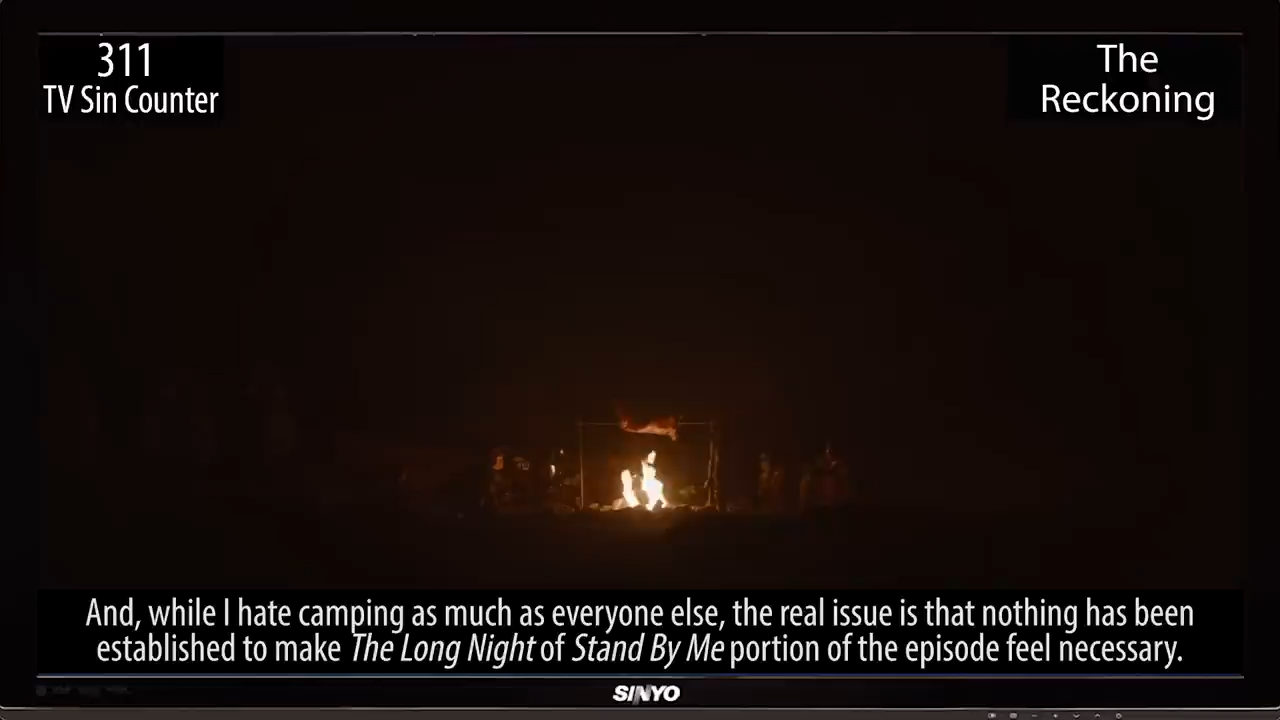 311
TV Sin Counter
The
Reckoning
And, while I hate camping as much as everyone else, the real issue is that nothing has been
established to make The Long Night of Stand By Me portion of the episode feel necessary.
SINYO